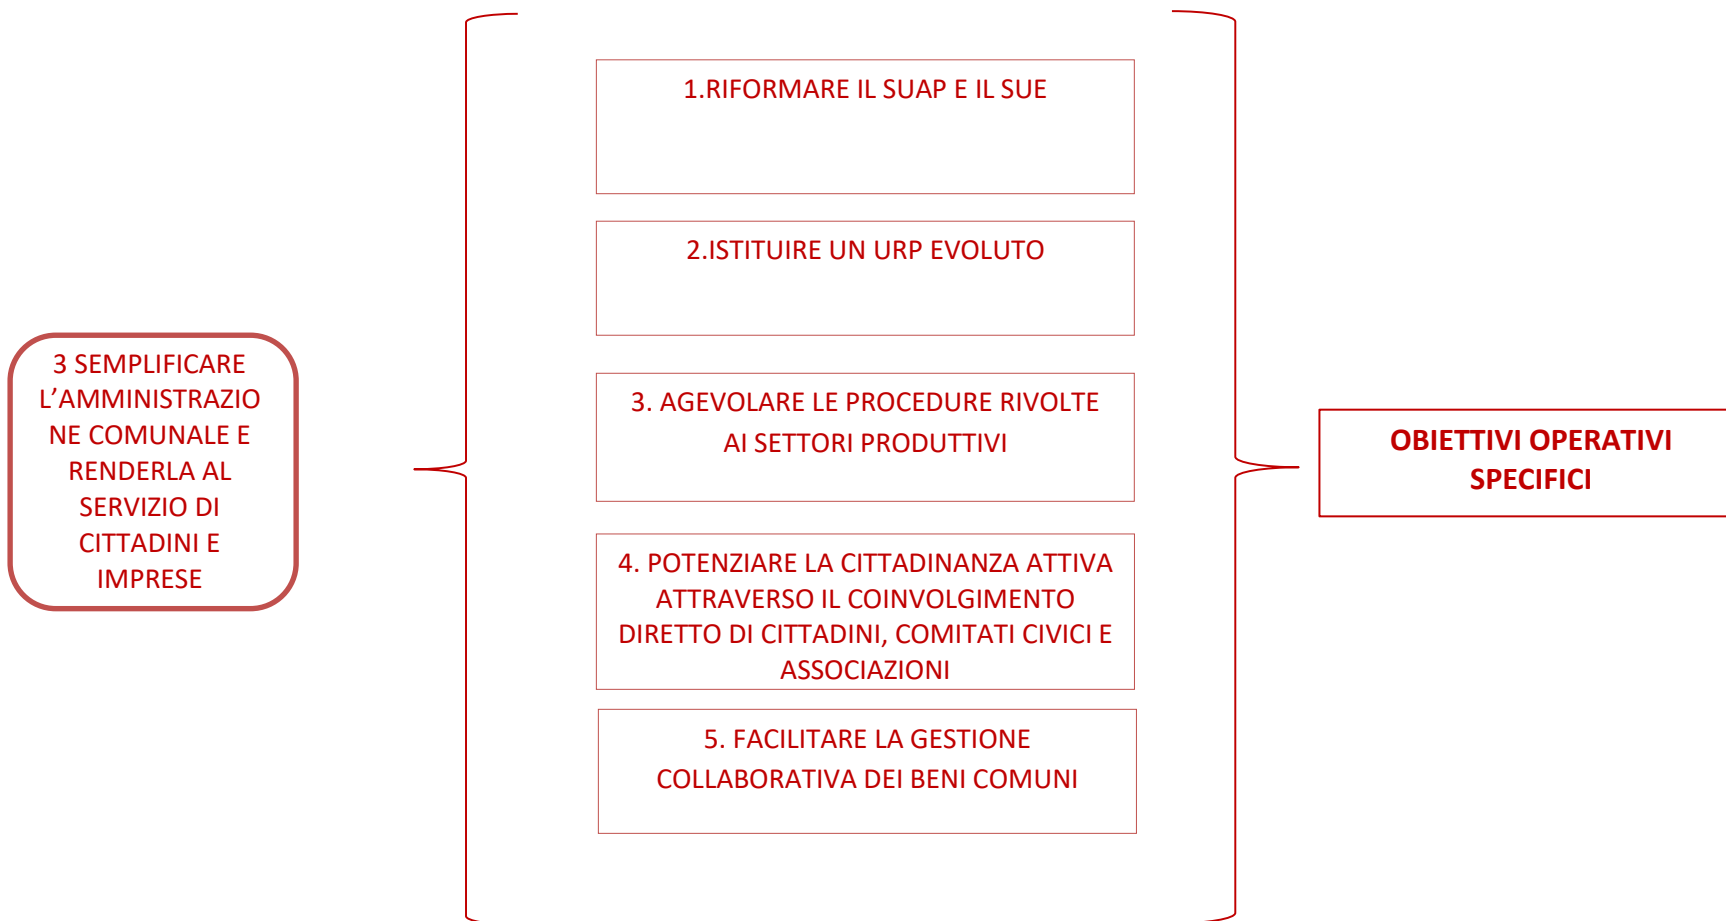 3 SEMPLIFICARE
L’AMMINISTRAZIO
NE COMUNALE E
RENDERLA AL
SERVIZIO DI
CITTADINI E
IMPRESE
1.RIFORMARE IL SUAP E IL SUE
2.ISTITUIRE UN URP EVOLUTO
3. AGEVOLARE LE PROCEDURE RIVOLTE
AI SETTORI PRODUTTIVI
4. POTENZIARE LA CITTADINANZA ATTIVA
ATTRAVERSO IL COINVOLGIMENTO
DIRETTO DI CITTADINI, COMITATI CIVICI E
ASSOCIAZIONI
5. FACILITARE LA GESTIONE
COLLABORATIVA DEI BENI COMUNI
OBIETTIVI OPERATIVI
SPECIFICI